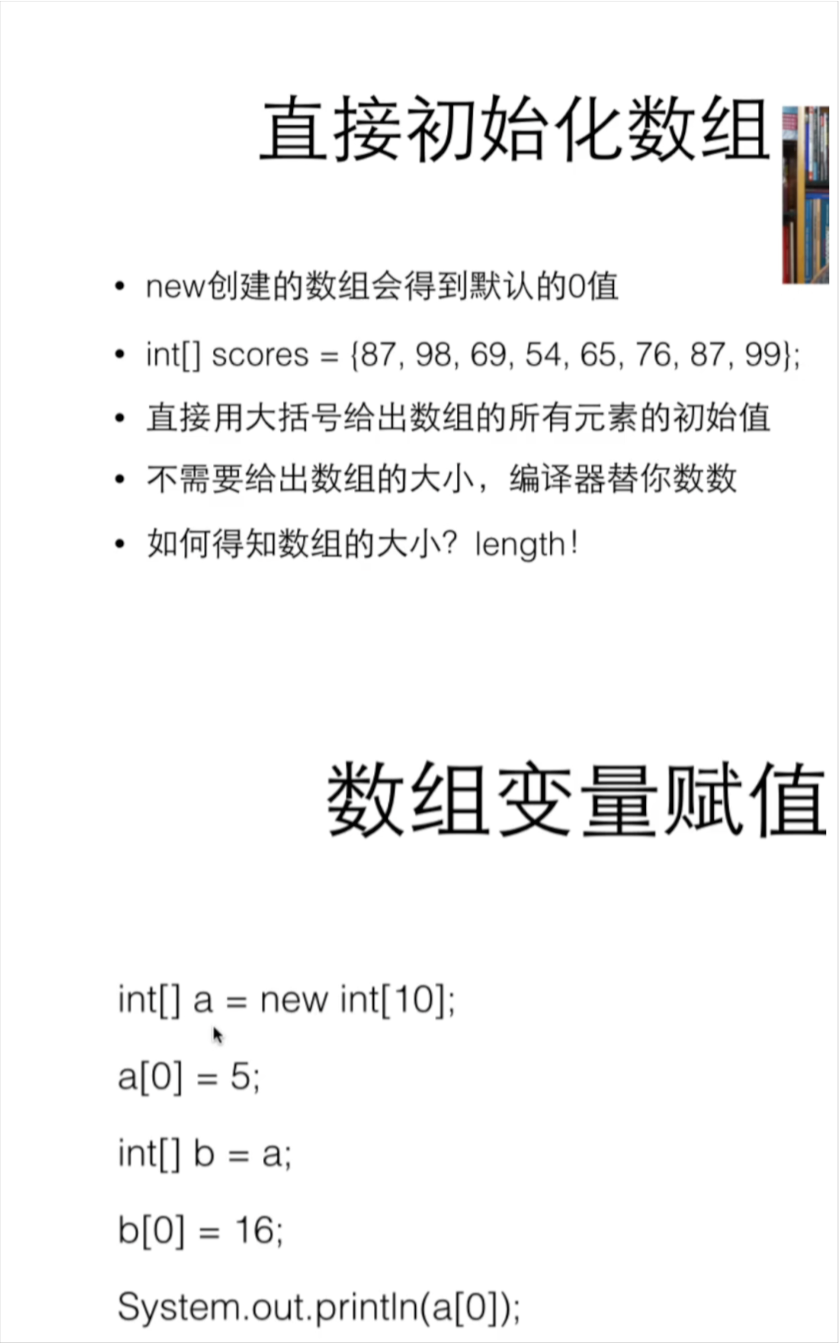 直接初始化数组
• new创建的数组会得到默认的0值
• int[] scores = {87, 98, 69, 54, 65, 76, 87, 99};
• 直接用大括号给出数组的所有元素的初始值
• 不需要给出数组的大小，编译器替你数数
• 如何得知数组的大小？length！
数组变量赋值
int[] a = new int[10];
a[0] = 5;
int[] b = a;
b[0] = 16;
System.out.println(a[0]);